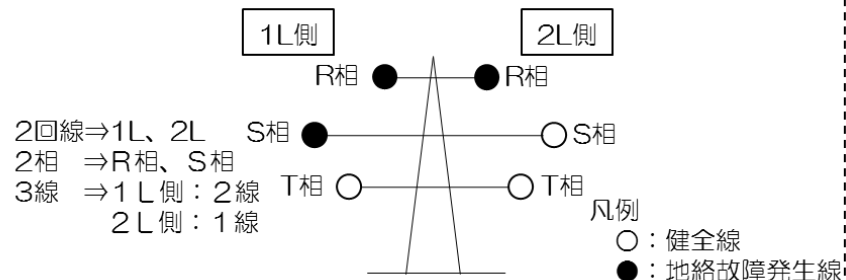 1L側 2L側
R相 R相
2回線⇒1L、2L S相 S相
2相 ⇒R相、S相
3線 ⇒1L側：2線 T相 T相
2L側：1線 凡例
○：健全線
●：地絡故障発生線